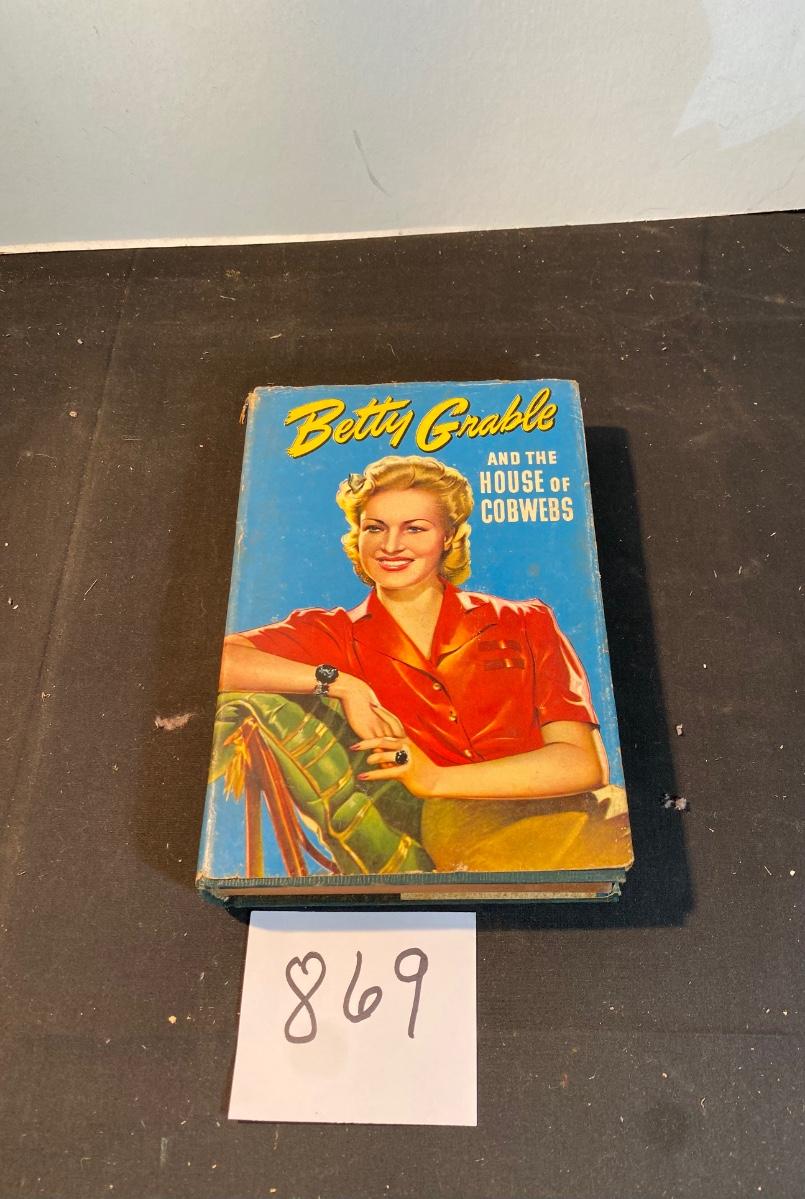 Betty Grable
AND THE
HOUSE OF
COBWEBS
869